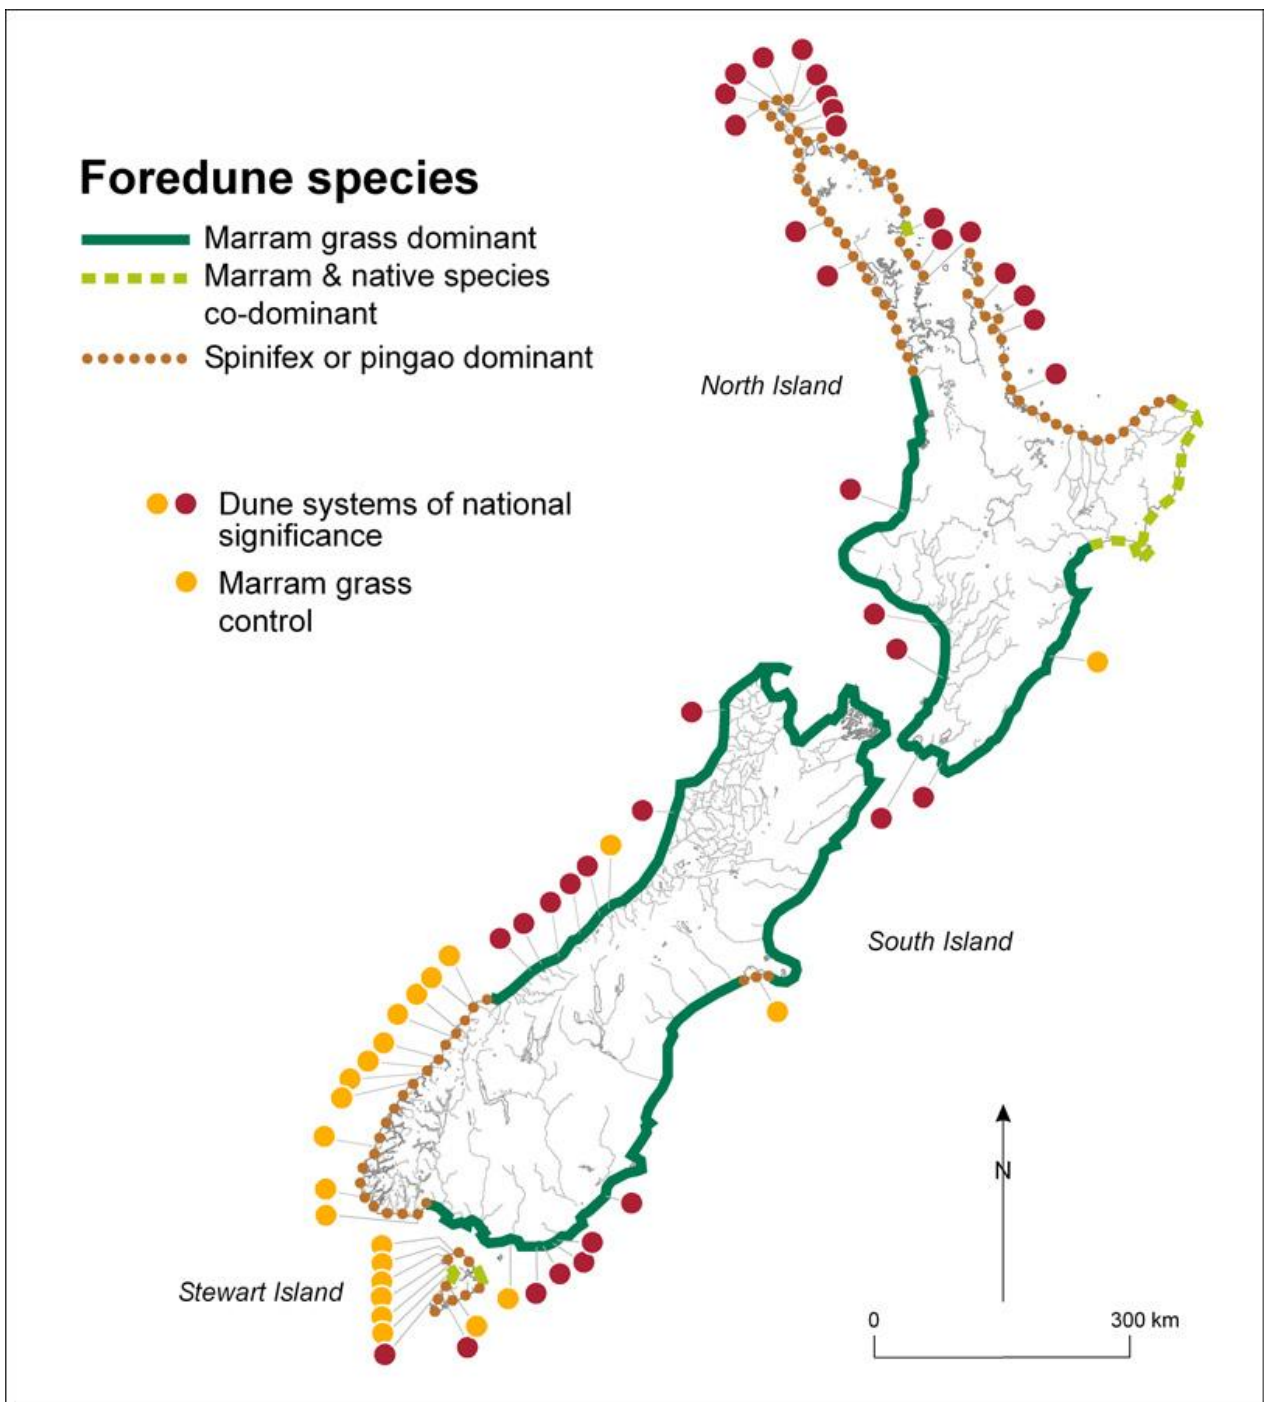 Foredune species
Marram grass dominant
Marram & native species
co-dominant
Spinifex or pingao dominant
North Island
Dune systems of national
significance
Marram grass
control
South Island
N
Stewart Island
0 300 km